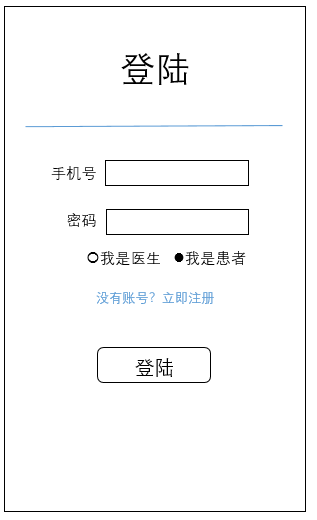 登陆
手机号
密码
我是医生 我是患者
没有账号？立即注册
登陆